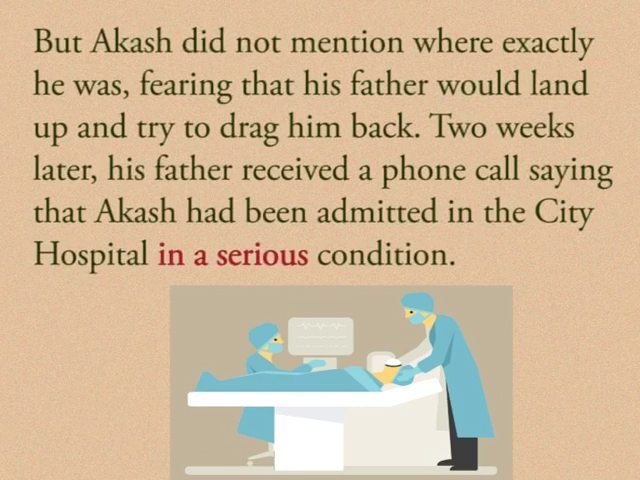 But Akash did not mention where exactly
he was, fearing that his father would land
up and try to drag him back. Two weeks
later, his father received a phone call saying
that Akash had been admitted in the City
Hospital in a serious condition.